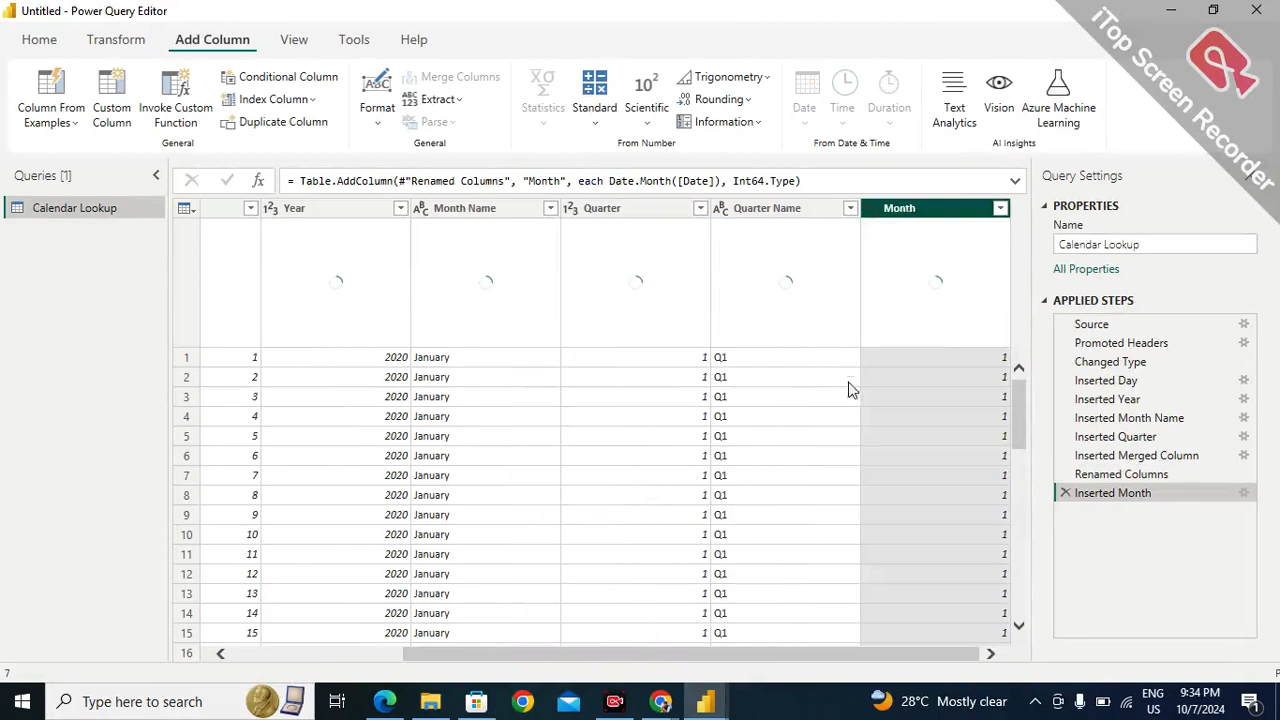 Untitled - Power Query Editor
iTop Screen Recorder
Home Transform Add Column View Tools Help
Column From Examples
Custom Column
Invoke Custom Function
Conditional Column
Index Column
Duplicate Column
General
Format
Merge Columns
ABC 123 Extract
Parse
General
XΣσ Statistics
Standard
10² Scientific
Trigonometry
Rounding
Information
From Number
Date
Time
Duration
From Date & Time
Text Analytics
Vision
Azure Machine Learning
AI Insights
Queries [1]
Calendar Lookup
fx = Table.AddColumn(#"Renamed Columns", "Month", each Date.Month([Date]), Int64.Type)
1²3 Year ABC Month Name 1²3 Quarter ABC Quarter Name Month
1 1 2020 January 1 Q1 1
2 2 2020 January 1 Q1 1
3 3 2020 January 1 Q1 1
4 4 2020 January 1 Q1 1
5 5 2020 January 1 Q1 1
6 6 2020 January 1 Q1 1
7 7 2020 January 1 Q1 1
8 8 2020 January 1 Q1 1
9 9 2020 January 1 Q1 1
10 10 2020 January 1 Q1 1
11 11 2020 January 1 Q1 1
12 12 2020 January 1 Q1 1
13 13 2020 January 1 Q1 1
14 14 2020 January 1 Q1 1
15 15 2020 January 1 Q1 1
16
Query Settings
PROPERTIES
Name
Calendar Lookup
All Properties
APPLIED STEPS
Source
Promoted Headers
Changed Type
Inserted Day
Inserted Year
Inserted Month Name
Inserted Quarter
Inserted Merged Column
Renamed Columns
Inserted Month
7
Type here to search
28°C Mostly clear
ENG
US
9:34 PM
10/7/2024
1